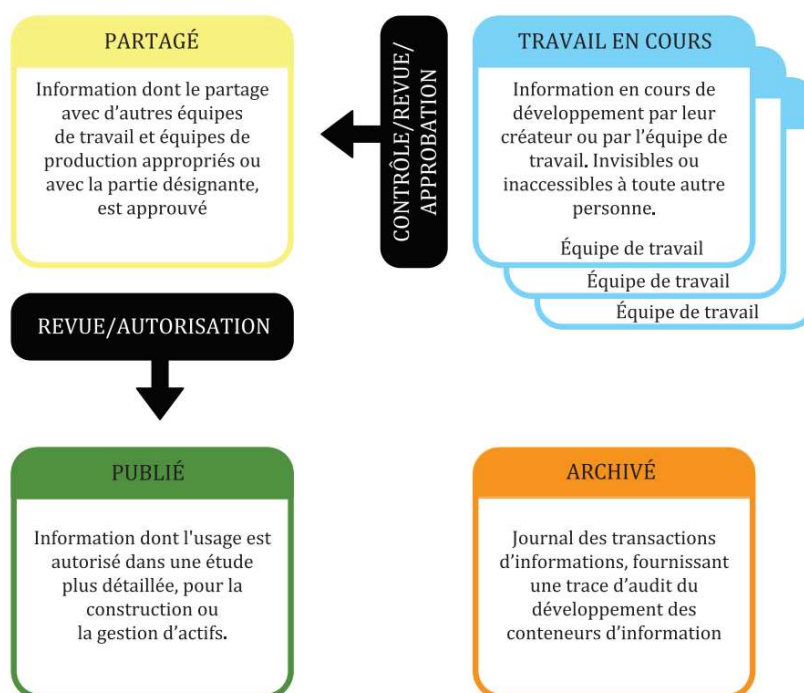 PARTAGÉ
Information dont le partage
avec d’autres équipes
de travail et équipes de
production appropriés ou
avec la partie désignante,
est approuvé
CONTRÔLE/REVUE/
APPROBATION
TRAVAIL EN COURS
Information en cours de
développement par leur
créateur ou par l’équipe de
travail. Invisibles ou
inaccessibles à toute autre
personne.
Équipe de travail
Équipe de travail
Équipe de travail
REVUE/AUTORISATION
PUBLIÉ
Information dont l'usage est
autorisé dans une étude
plus détaillée, pour la
construction ou
la gestion d’actifs.
ARCHIVÉ
Journal des transactions
d’informations, fournissant
une trace d’audit du
développement des
conteneurs d’information